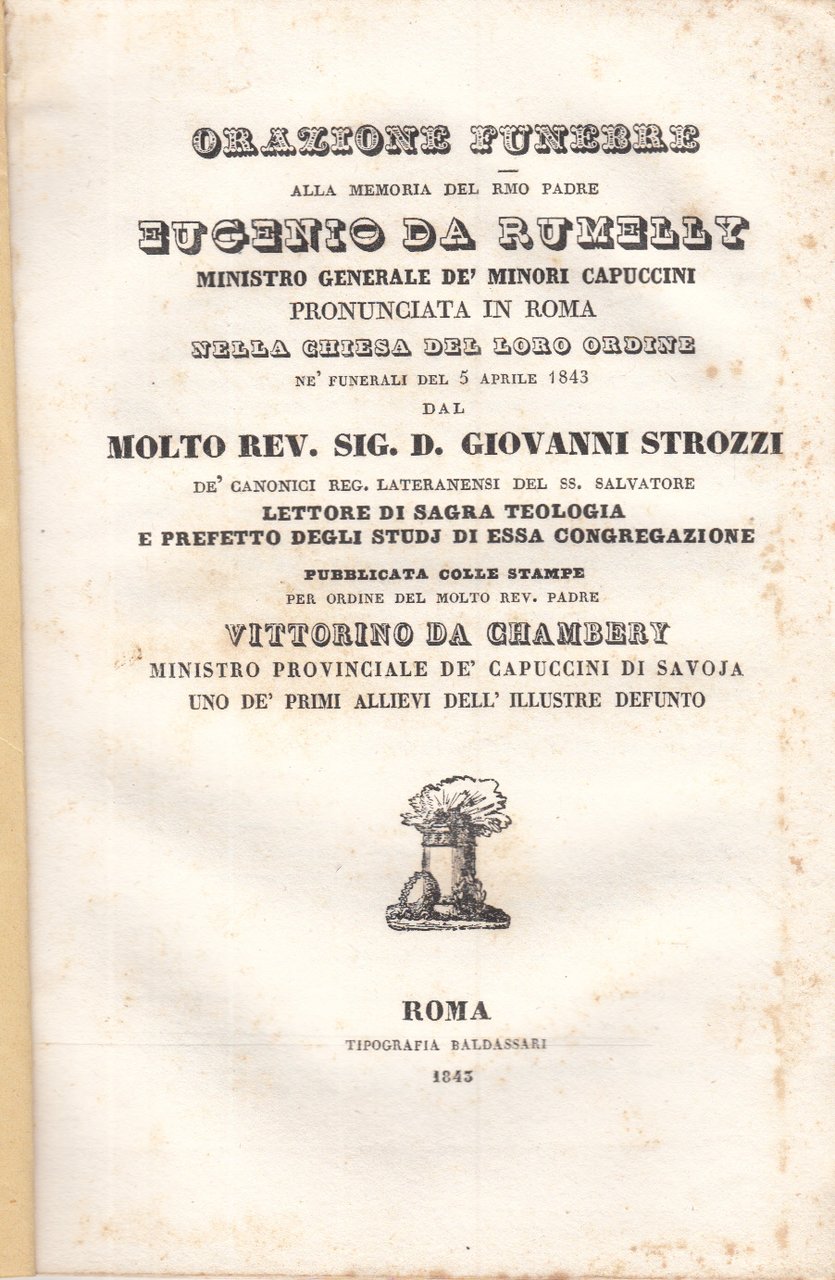 ORAZIONE FUNEBRE
ALLA MEMORIA DEL RMO PADRE
EUGENIO DA RUMELLY
MINISTRO GENERALE DE' MINORI CAPUCCINI
PRONUNCIATA IN ROMA
NELLA CHIESA DEL LORO ORDINE
NE' FUNERALI DEL 5 APRILE 1843
DAL
MOLTO REV. SIG. D. GIOVANNI STROZZI
DE' CANONICI REG. LATERANENSI DEL SS. SALVATORE
LETTORE DI SAGRA TEOLOGIA
E PREFETTO DEGLI STUDJ DI ESSA CONGREGAZIONE
PUBBLICATA COLLE STAMPE
PER ORDINE DEL MOLTO REV. PADRE
VITTORINO DA CHAMBERY
MINISTRO PROVINCIALE DE' CAPUCCINI DI SAVOJA
UNO DE' PRIMI ALLIEVI DELL' ILLUSTRE DEFUNTO
ROMA
TIPOGRAFIA BALDASSARI
1843